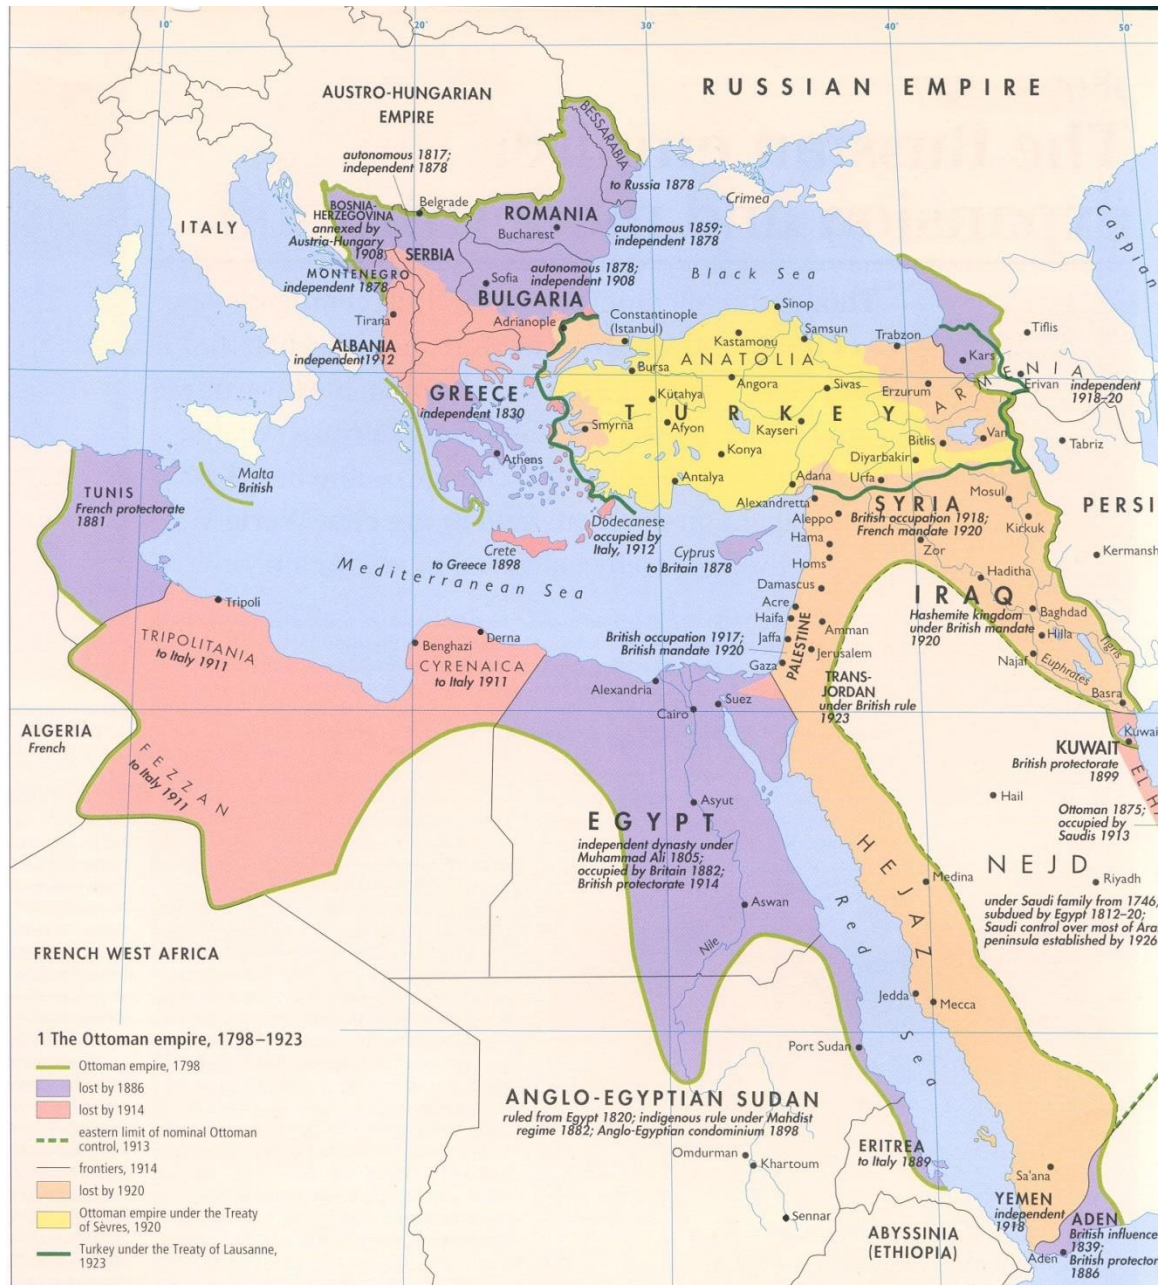 10°
20°
30°
40°
50°
RUSSIAN EMPIRE
AUSTRO-HUNGARIAN
EMPIRE
autonomous 1817;
independent 1878
BESSARABIA
to Russia 1878
Crimea
Caspian
ITALY
BOSNIA-
HERZEGOVINA
annexed by
Austria-Hungary
1908
Belgrade
ROMANIA
Bucharest
autonomous 1859;
independent 1878
SERBIA
MONTENEGRO
independent 1878
Sofia
autonomous 1878;
independent 1908
BULGARIA
Black Sea
Tirana
ALBANIA
independent 1912
Adrianople
Constantinople
(Istanbul)
Sinop
Kastamonu
Samsun
Trabzon
Tiflis
Kars
ANATOLIA
Bursa
Angora
Sivas
Erzurum
ARMENIA
Erivan
independent
1918–20
GREECE
independent 1830
Kütahya
TURKEY
Smyrna
Afyon
Kayseri
Bitlis
Van
Tabriz
Athens
Konya
Diyarbakir
Antalya
Adana
Urfa
Malta
British
TUNIS
French protectorate
1881
Alexandretta
SYRIA
British occupation 1918;
French mandate 1920
Mosul
Kirkuk
PERSI
Aleppo
Dodecanese
occupied by
Italy, 1912
Crete
to Greece 1898
Cyprus
to Britain 1878
Hama
Homs
Zor
Kermansh
Mediterranean Sea
Damascus
Haditha
IRAQ
Hashemite kingdom
under British mandate
1920
Baghdad
Hilla
Najaf
Tigris
Euphrates
Basra
Tripoli
TRIPOLITANIA
to Italy 1911
Benghazi
Derna
CYRENAICA
to Italy 1911
Acre
Haifa
Jaffa
Amman
Jerusalem
Gaza
PALESTINE
British occupation 1917;
British mandate 1920
TRANS-
JORDAN
under British rule
1923
Alexandria
Suez
Cairo
ALGERIA
French
FEZZAN
to Italy 1911
KUWAIT
British protectorate
1899
Kuwai
EL H
Hail
Ottoman 1875;
occupied by
Saudis 1913
Asyut
EGYPT
independent dynasty under
Muhammad Ali 1805;
occupied by Britain 1882;
British protectorate 1914
HEJAZ
NEJD
Riyadh
Medina
under Saudi family from 1746,
subdued by Egypt 1812–20;
Saudi control over most of Ara
peninsula established by 1926
Aswan
Red Sea
Nile
FRENCH WEST AFRICA
Jedda
Mecca
1 The Ottoman empire, 1798–1923
Ottoman empire, 1798
lost by 1886
lost by 1914
eastern limit of nominal Ottoman
control, 1913
frontiers, 1914
lost by 1920
Ottoman empire under the Treaty
of Sèvres, 1920
Turkey under the Treaty of Lausanne,
1923
Port Sudan
ANGLO-EGYPTIAN SUDAN
ruled from Egypt 1820; indigenous rule under Mahdist
regime 1882; Anglo-Egyptian condominium 1898
Omdurman
Khartoum
Sennar
ERITREA
to Italy 1889
ABYSSINIA
(ETHIOPIA)
Sa'ana
YEMEN
independent
1918
ADEN
British influence
1839;
British protector
1886
Aden